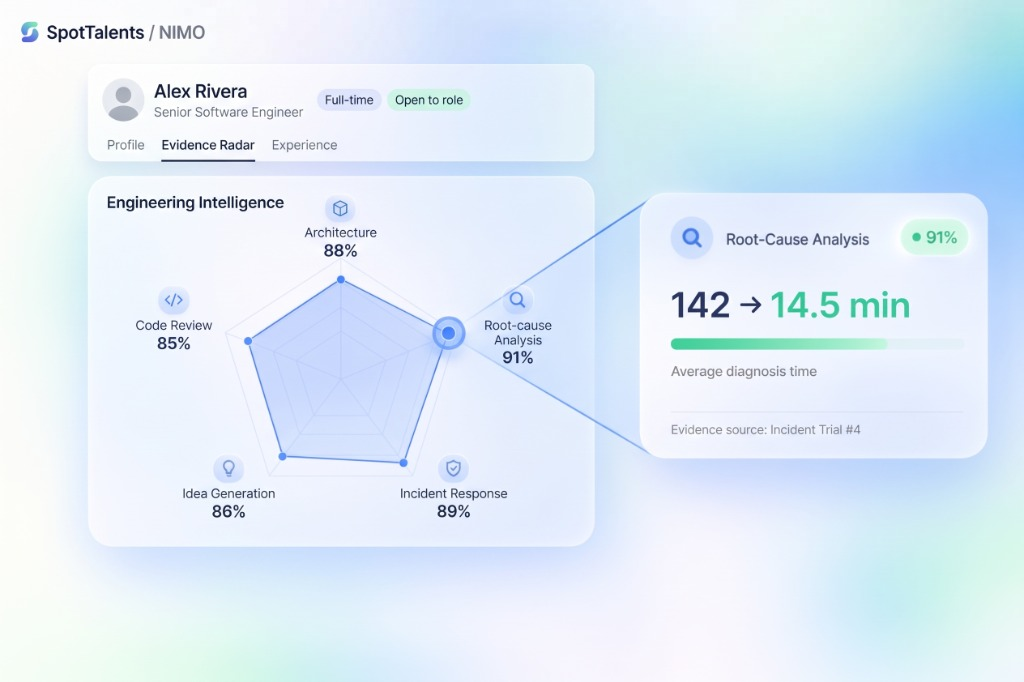 SpotTalents / NIMO
Alex Rivera
Senior Software Engineer
Full-time
Open to role
Profile
Evidence Radar
Experience
Engineering Intelligence
Architecture
88%
Code Review
85%
Root-cause
Analysis
91%
Idea Generation
86%
Incident Response
89%
Root-Cause Analysis
91%
142 → 14.5 min
Average diagnosis time
Evidence source: Incident Trial #4